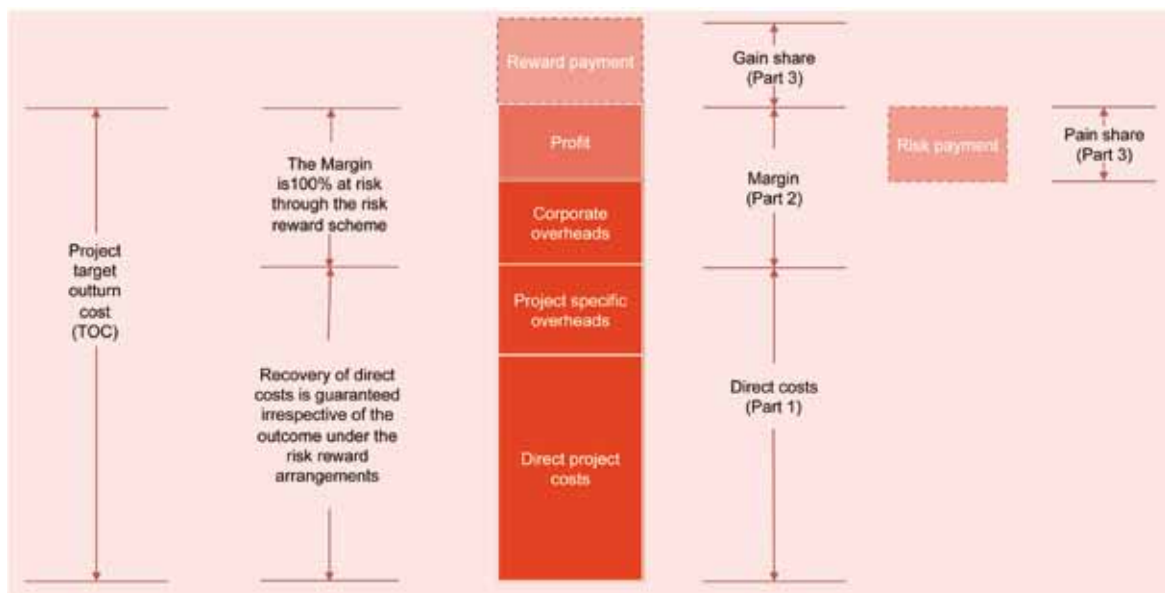 Project
target
outturn
cost
(TOC)
The Margin
is100% at risk
through the risk
reward scheme
Recovery of direct
costs is guaranteed
irrespective of the
outcome under the
risk reward
arrangements
Reward payment
Profit
Corporate
overheads
Project specific
overheads
Direct project
costs
Gain share
(Part 3)
Margin
(Part 2)
Direct costs
(Part 1)
Risk payment
Pain share
(Part 3)